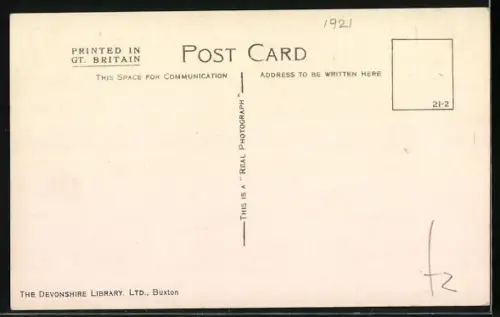 1921
PRINTED IN
GT. BRITAIN
POST CARD
THIS SPACE FOR COMMUNICATION
ADDRESS TO BE WRITTEN HERE
21-2
THIS IS A "REAL PHOTOGRAPH"
THE DEVONSHIRE LIBRARY, LTD., Buxton